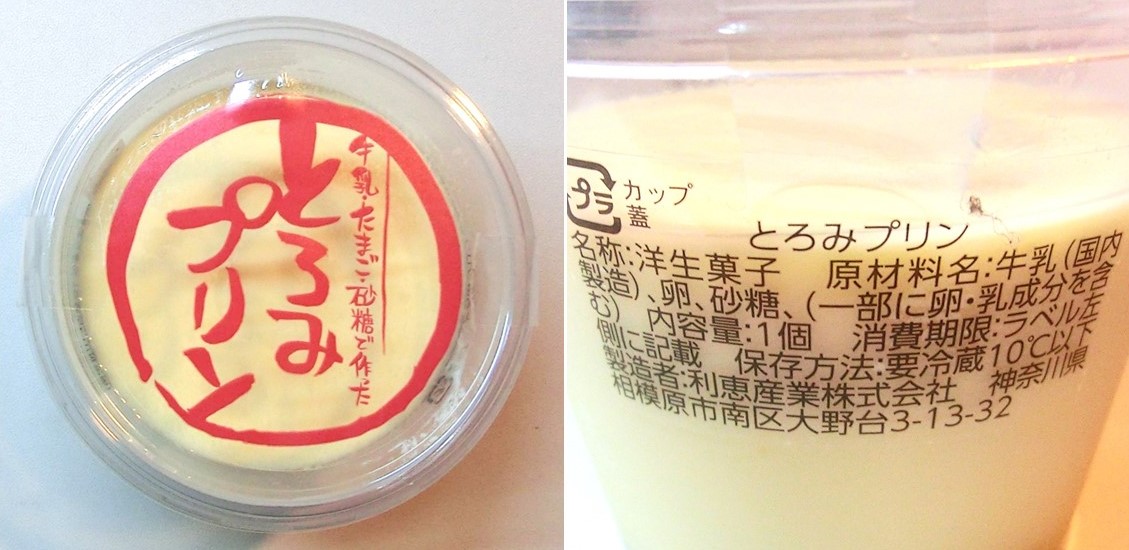 とろみ
プリン
牛乳・たまご・砂糖で作った
プラ
カップ
蓋
とろみプリン
名称:洋生菓子 原材料名:牛乳(国内
製造)、卵、砂糖、(一部に卵・乳成分を含
む) 内容量:1個 消費期限:ラベル左
側に記載 保存方法:要冷蔵10℃以下
製造者:利恵産業株式会社 神奈川県
相模原市南区大野台3-13-32